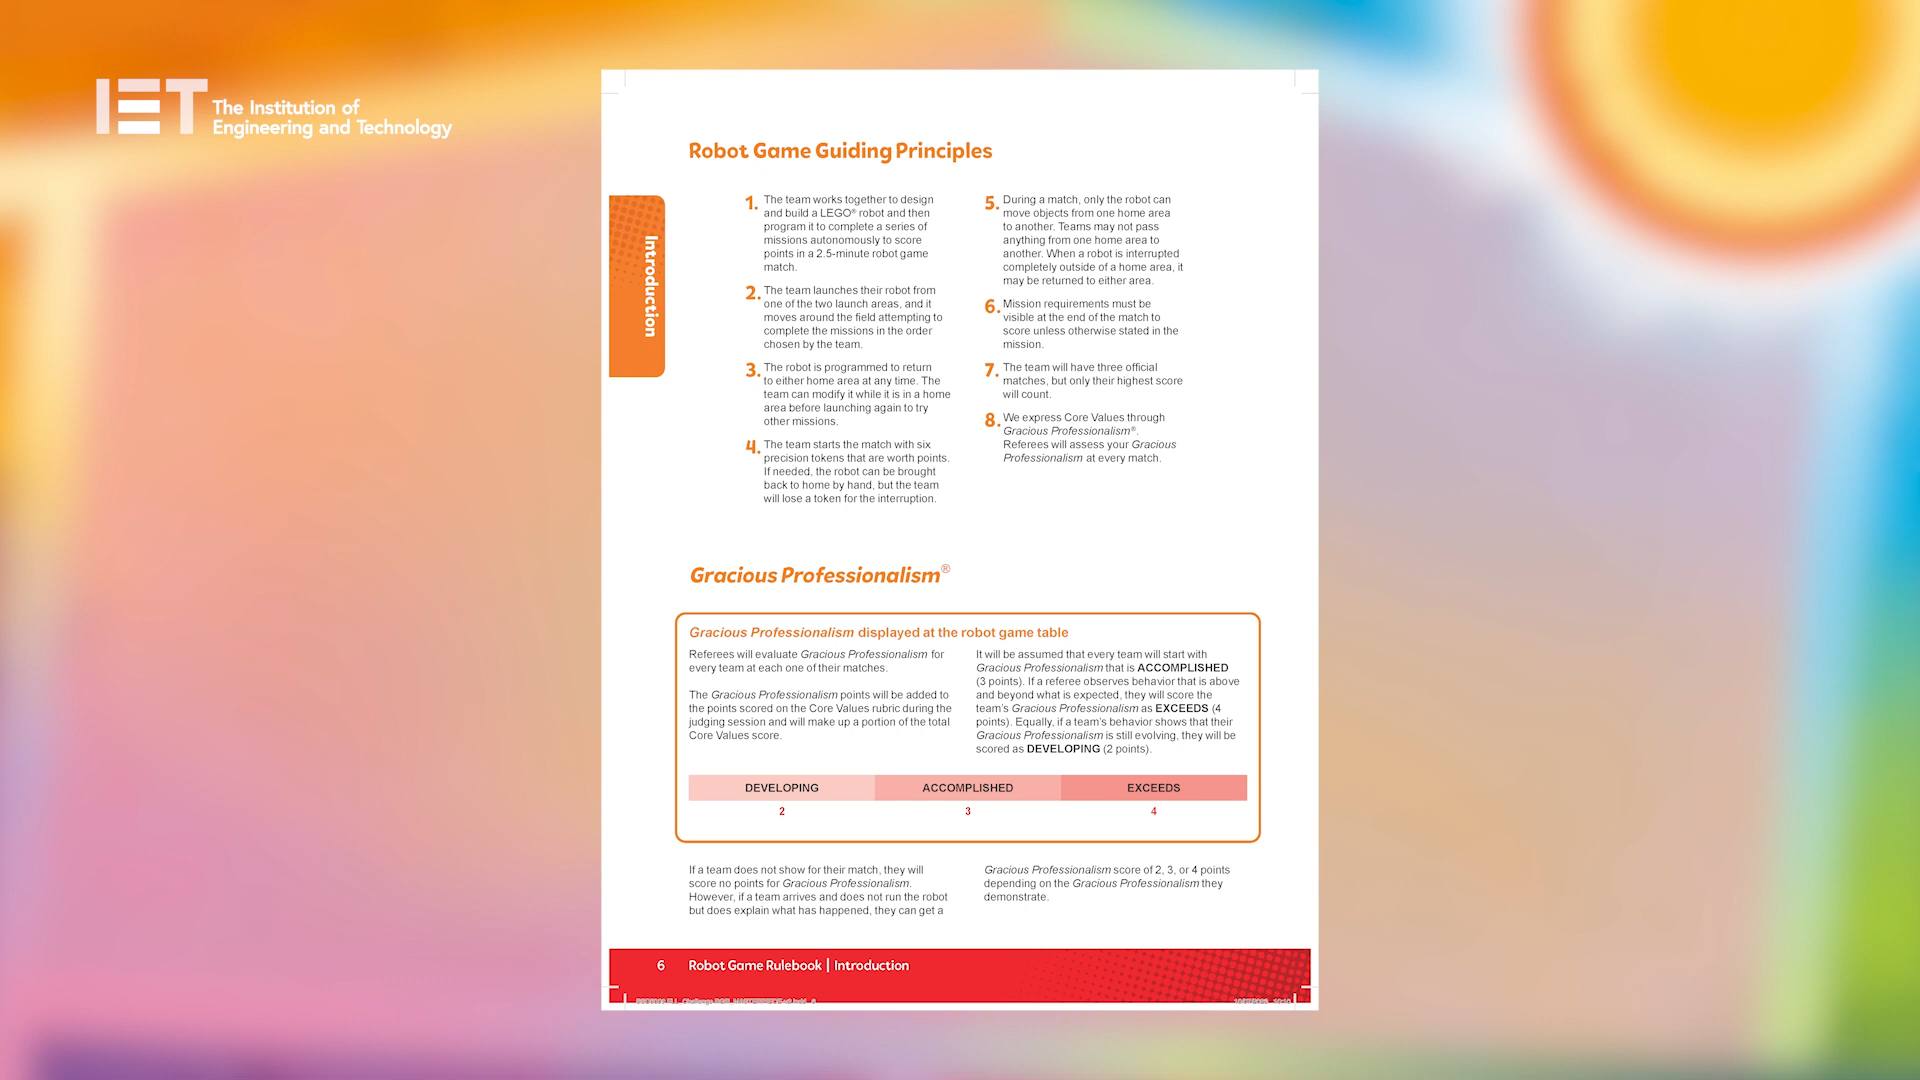 IET The Institution of
Engineering and Technology
Robot Game Guiding Principles
Introduction
1. The team works together to design
and build a LEGO® robot and then
program it to complete a series of
missions autonomously to score
points in a 2.5-minute robot game
match.
2. The team launches their robot from
one of the two launch areas, and it
moves around the field attempting to
complete the missions in the order
chosen by the team.
3. The robot is programmed to return
to either home area at any time. The
team can modify it while it is in a home
area before launching again to try
other missions.
4. The team starts the match with six
precision tokens that are worth points.
If needed, the robot can be brought
back to home by hand, but the team
will lose a token for the interruption.
5. During a match, only the robot can
move objects from one home area
to another. Teams may not pass
anything from one home area to
another. When a robot is interrupted
completely outside of a home area, it
may be returned to either area.
6. Mission requirements must be
visible at the end of the match to
score unless otherwise stated in the
mission.
7. The team will have three official
matches, but only their highest score
will count.
8. We express Core Values through
Gracious Professionalism®.
Referees will assess your Gracious
Professionalism at every match.
Gracious Professionalism®
Gracious Professionalism displayed at the robot game table
Referees will evaluate Gracious Professionalism for
every team at each one of their matches.
The Gracious Professionalism points will be added to
the points scored on the Core Values rubric during the
judging session and will make up a portion of the total
Core Values score.
It will be assumed that every team will start with
Gracious Professionalism that is ACCOMPLISHED
(3 points). If a referee observes behavior that is above
and beyond what is expected, they will score the
team's Gracious Professionalism as EXCEEDS (4
points). Equally, if a team's behavior shows that their
Gracious Professionalism is still evolving, they will be
scored as DEVELOPING (2 points).
DEVELOPING ACCOMPLISHED EXCEEDS
2 3 4
If a team does not show for their match, they will
score no points for Gracious Professionalism.
However, if a team arrives and does not run the robot
but does explain what has happened, they can get a
Gracious Professionalism score of 2, 3, or 4 points
depending on the Gracious Professionalism they
demonstrate.
6 Robot Game Rulebook | Introduction